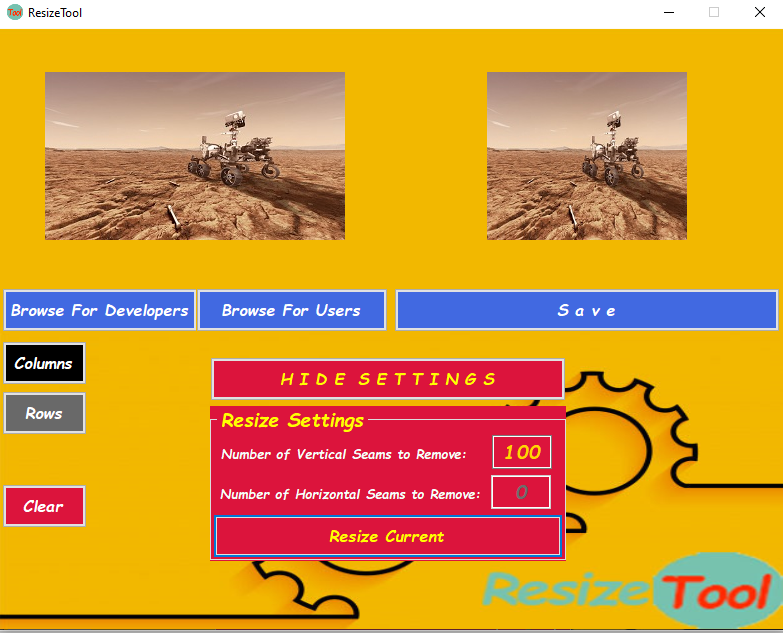 Tool ResizeTool
Browse For Developers Browse For Users S a v e
Columns
H I D E S E T T I N G S
Rows
Resize Settings
Number of Vertical Seams to Remove: 100
Number of Horizontal Seams to Remove: 0
Clear
Resize Current
ResizeTool